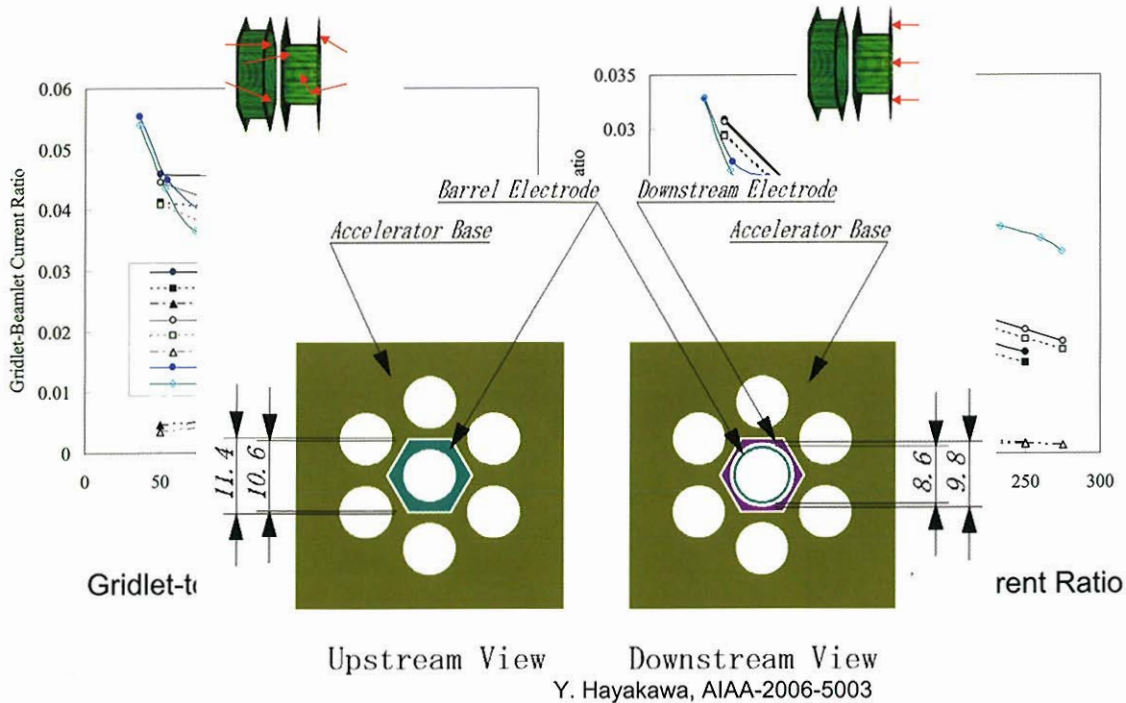 0.06
0.05
0.04
0.03
0.02
0.01
0
0
50
Gridlet-Beamlet Current Ratio
0.035
0.03
atio
Barrel Electrode
Downstream Electrode
Accelerator Base
Accelerator Base
11.4
10.6
8.6
9.8
250
300
Gridlet-to
rent Ratio
Upstream View
Downstream View
Y. Hayakawa, AIAA-2006-5003